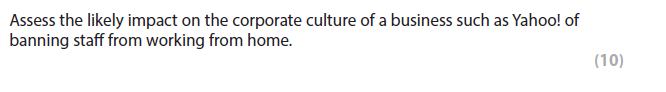 Assess the likely impact on the corporate culture of a business such as Yahoo! of
banning staff from working from home.
(10)